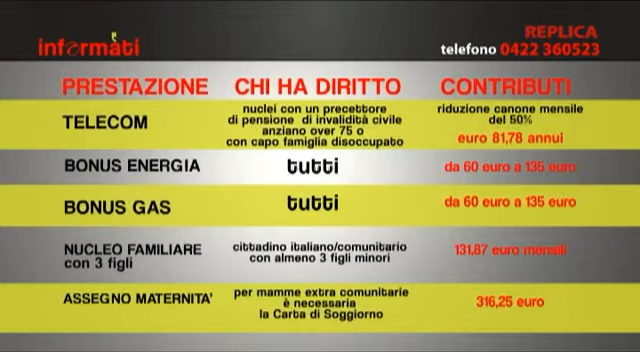 informàti
REPLICA
telefono 0422 360523
PRESTAZIONE CHI HA DIRITTO CONTRIBUTI
TELECOM
nuclei con un precettore
di pensione di invalidità civile
anziano over 75 o
con capo famiglia disoccupato
riduzione canone mensile
del 50%
euro 81,78 annui
BONUS ENERGIA
tutti
da 60 euro a 135 euro
BONUS GAS
tutti
da 60 euro a 135 euro
NUCLEO FAMILIARE
con 3 figli
cittadino italiano/comunitario
con almeno 3 figli minori
131,87 euro mensili
ASSEGNO MATERNITA'
per mamme extra comunitarie
è necessaria
la Carta di Soggiorno
316,25 euro